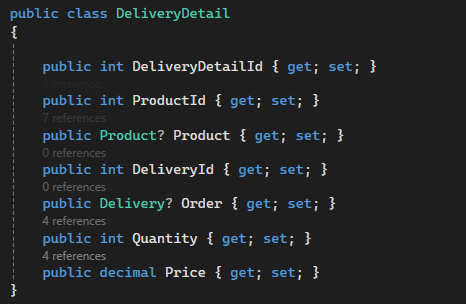 public class DeliveryDetail
{
public int DeliveryDetailId { get; set; }
1 reference
public int ProductId { get; set; }
7 references
public Product? Product { get; set; }
0 references
public int DeliveryId { get; set; }
0 references
public Delivery? Order { get; set; }
4 references
public int Quantity { get; set; }
4 references
public decimal Price { get; set; }
}